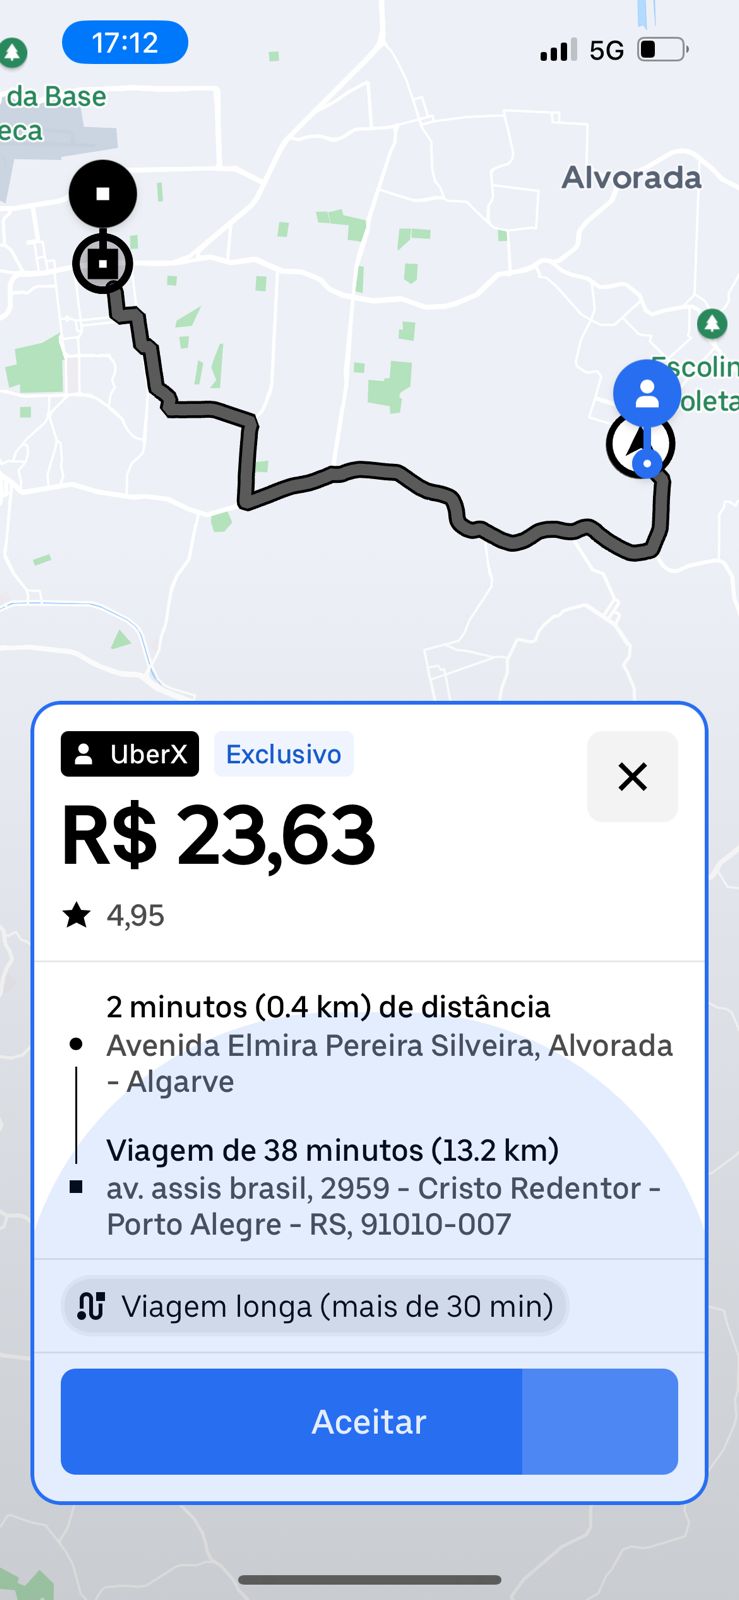 17:12
5G
da Base
eca
Alvorada
Escolin
oleta
UberX
Exclusivo
R$ 23,63
4,95
2 minutos (0.4 km) de distância
Avenida Elmira Pereira Silveira, Alvorada
- Algarve
Viagem de 38 minutos (13.2 km)
av. assis brasil, 2959 - Cristo Redentor -
Porto Alegre - RS, 91010-007
Viagem longa (mais de 30 min)
Aceitar